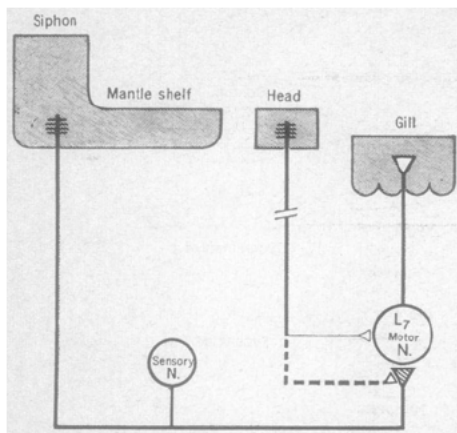 Siphon
Mantle shelf
Head
Gill
L7
Motor
N.
Sensory
N.